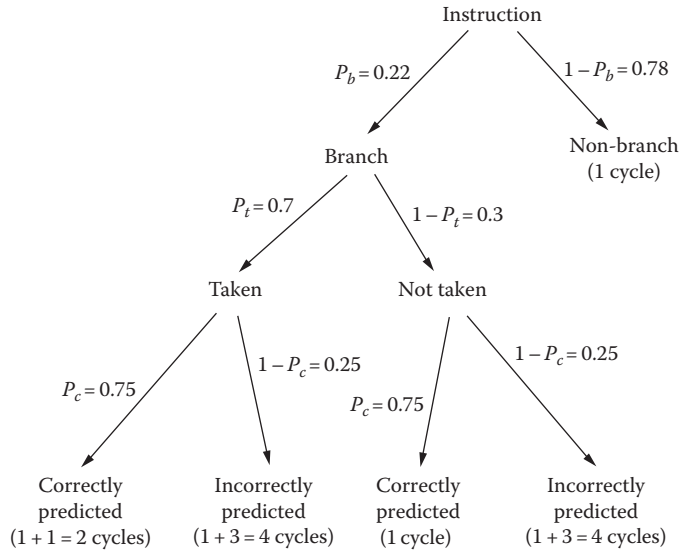 Instruction
P_b = 0.22
1 – P_b = 0.78
Branch
Non-branch
(1 cycle)
P_t = 0.7
1 – P_t = 0.3
Taken
Not taken
P_c = 0.75
1 – P_c = 0.25
P_c = 0.75
1 – P_c = 0.25
Correctly
predicted
(1 + 1 = 2 cycles)
Incorrectly
predicted
(1 + 3 = 4 cycles)
Correctly
predicted
(1 cycle)
Incorrectly
predicted
(1 + 3 = 4 cycles)